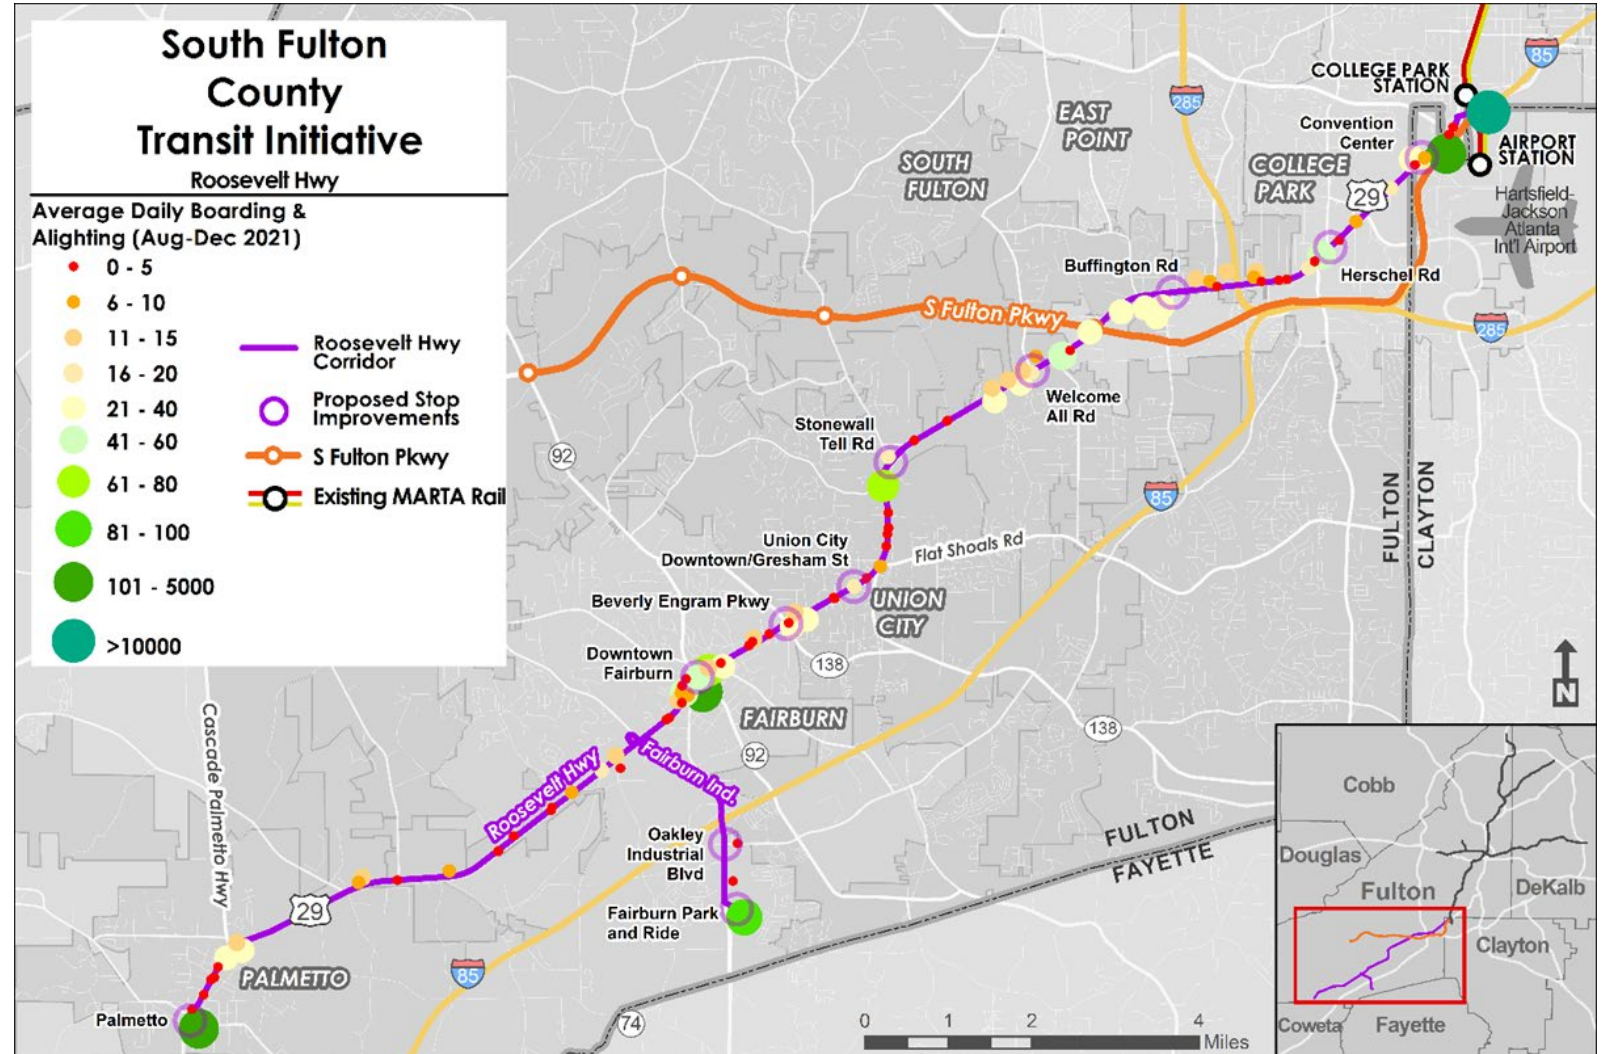 South Fulton
County
Transit Initiative
Roosevelt Hwy
Average Daily Boarding &
Alighting (Aug-Dec 2021)
0 - 5
6 - 10
11 - 15
16 - 20
21 - 40
41 - 60
61 - 80
81 - 100
101 - 5000
>10000
Roosevelt Hwy
Corridor
Proposed Stop
Improvements
S Fulton Pkwy
Existing MARTA Rail
COLLEGE PARK
STATION
85
285
EAST
POINT
Convention
Center
AIRPORT
STATION
SOUTH
FULTON
COLLEGE
PARK
29
Hartsfield-
Jackson
Atlanta
Int'l Airport
Buffington Rd
Herschel Rd
S Fulton Pkwy
285
Welcome
All Rd
Stonewall
Tell Rd
92
85
FULTON
CLAYTON
Union City
Downtown/Gresham St
Flat Shoals Rd
Beverly Engram Pkwy
UNION
CITY
Downtown
Fairburn
138
FAIRBURN
138
92
Cascade Palmetto Hwy
Roosevelt Hwy
Fairburn Ind.
Oakley
Industrial
Blvd
FULTON
FAYETTE
Fairburn Park
and Ride
29
PALMETTO
85
Palmetto
74
0 1 2 4
Miles
N
Cobb
Douglas
Fulton
DeKalb
Clayton
Coweta
Fayette